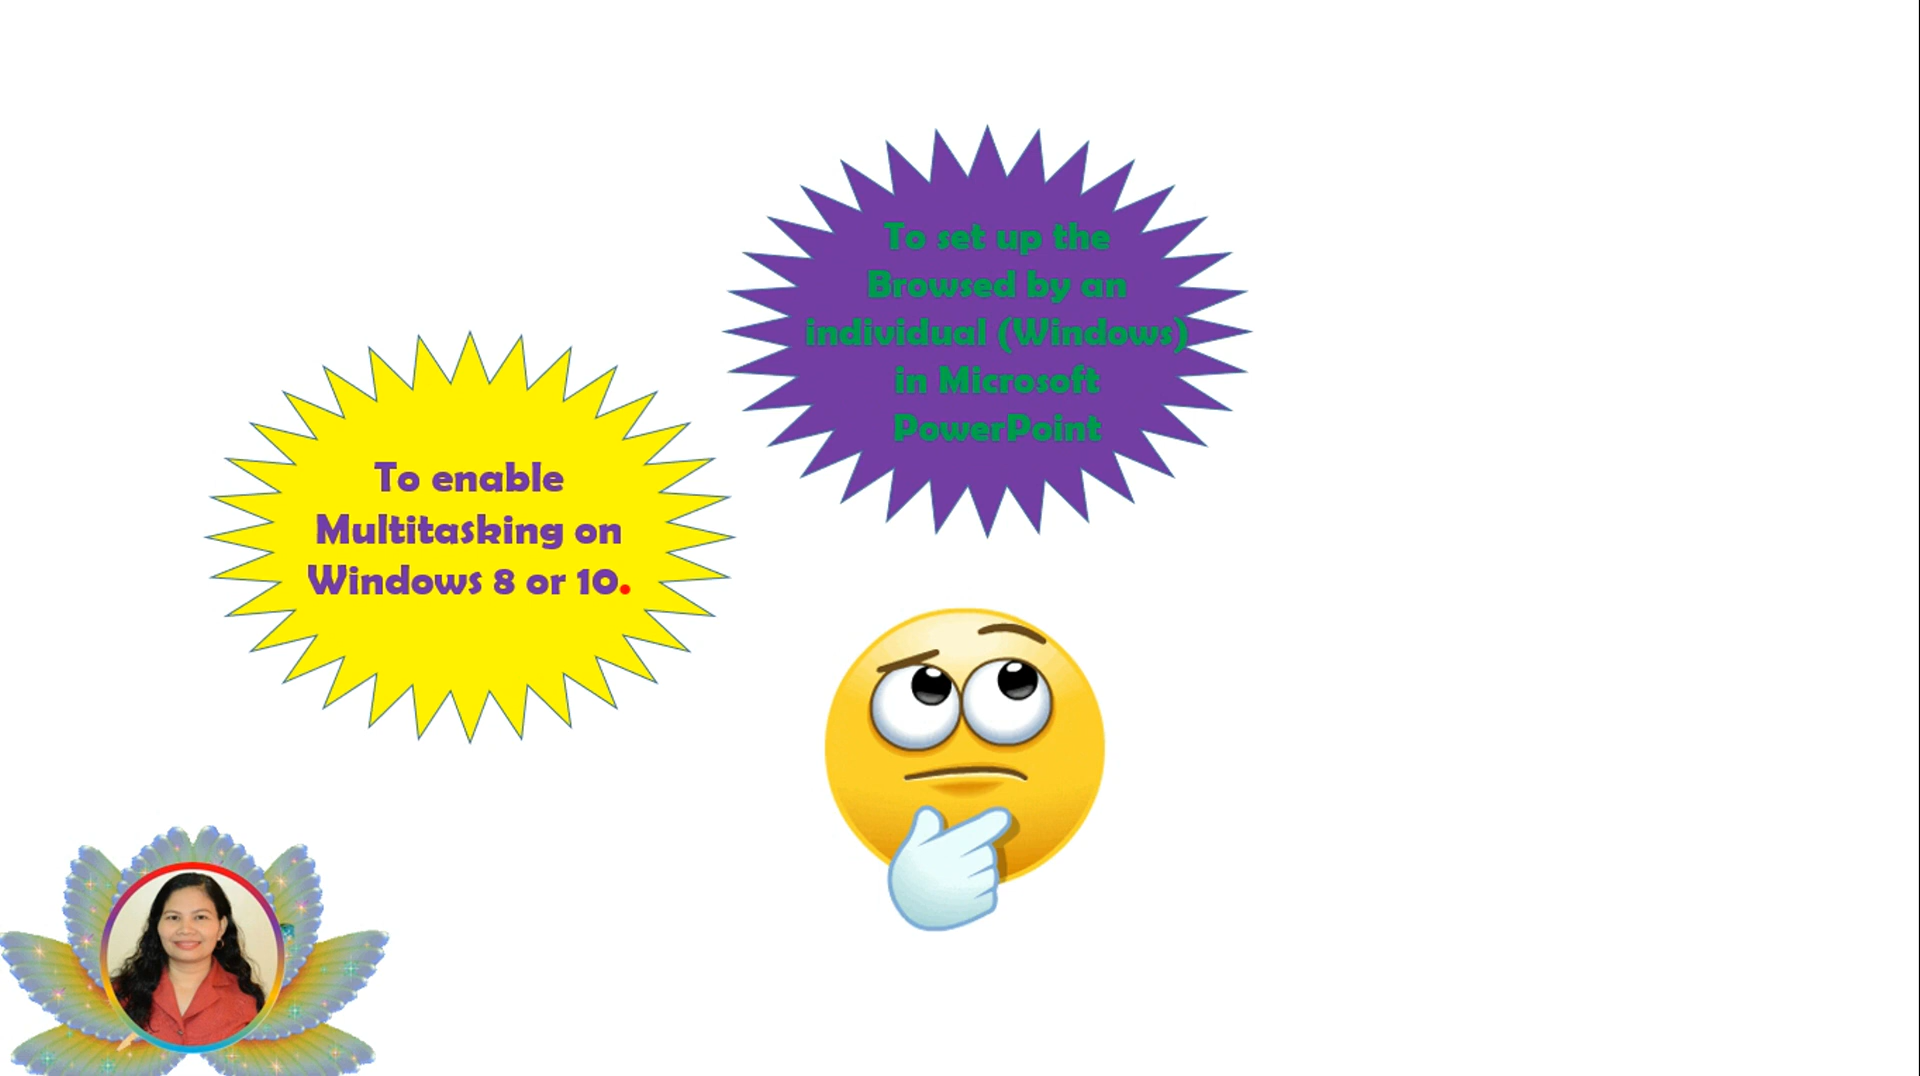 To set up the
Browsed by an
individual (Windows)
in Microsoft
PowerPoint
To enable
Multitasking on
Windows 8 or 10.